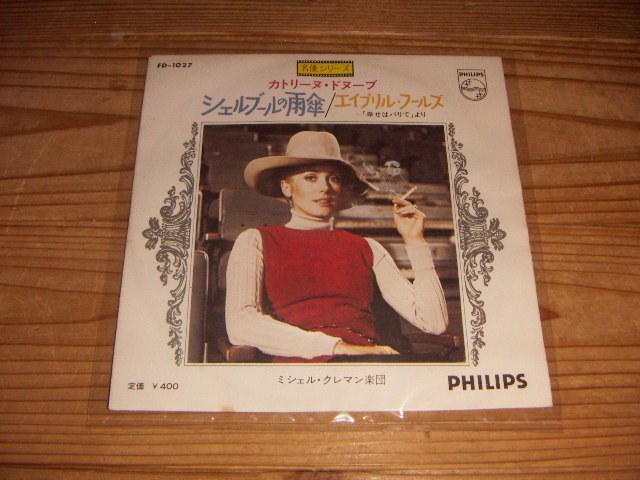 FD-1027
名優シリーズ
PHILIPS
カトリーヌ・ドヌーブ
シェルブールの雨傘/エイプリル・フールズ
「幸せはパリで」より
ミシェル・クレマン楽団
定価 ￥400
PHILIPS